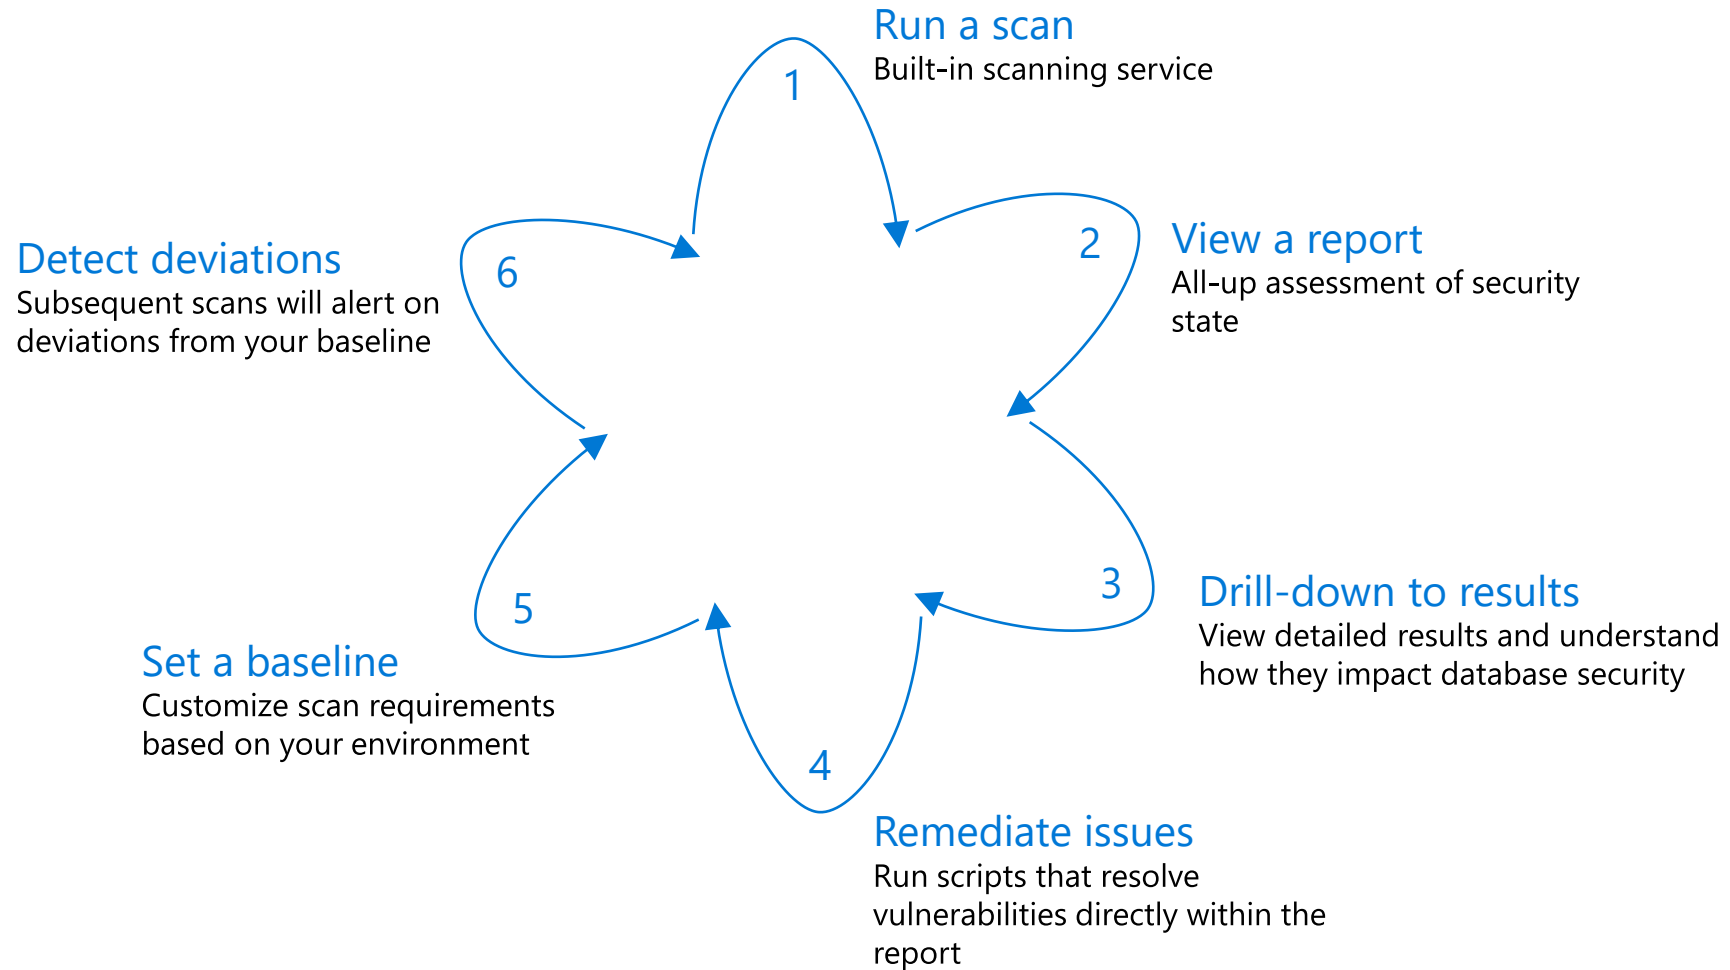 Run a scan
Built-in scanning service
1
2
View a report
All-up assessment of security
state
3
Drill-down to results
View detailed results and understand
how they impact database security
4
Remediate issues
Run scripts that resolve
vulnerabilities directly within the
report
5
Set a baseline
Customize scan requirements
based on your environment
6
Detect deviations
Subsequent scans will alert on
deviations from your baseline